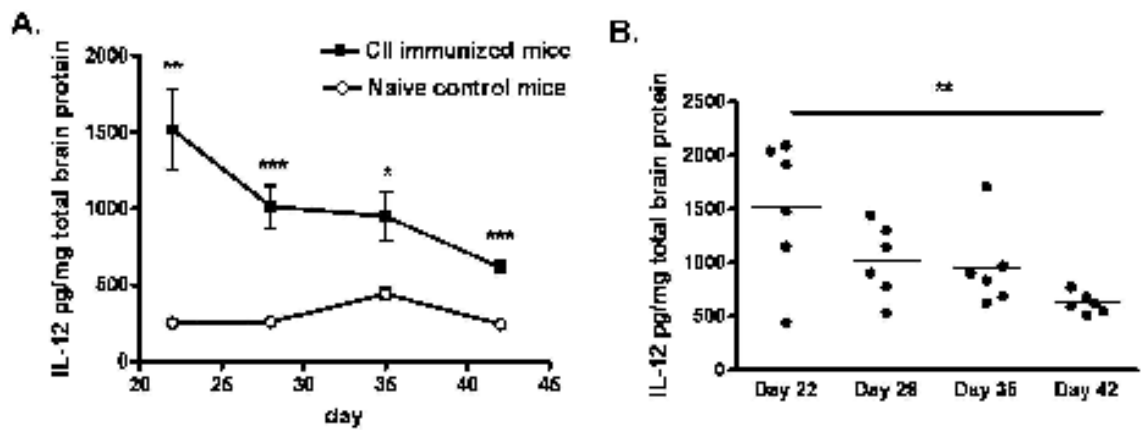 A.
IL-12 pg/mg total brain protein
2000
1500
1000
500
0
20 25 30 35 40 45
day
CII immunized mice
Naive control mice
**
***
*
***
B.
IL-12 pg/mg total brain protein
2500
2000
1500
1000
500
0
**
Day 22 Day 28 Day 35 Day 42